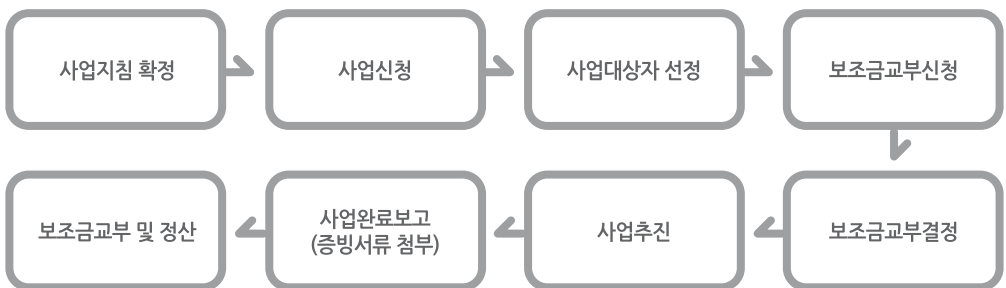 사업지침 확정
사업신청
사업대상자 선정
보조금교부신청
보조금교부결정
사업추진
사업완료보고
(증빙서류 첨부)
보조금교부 및 정산